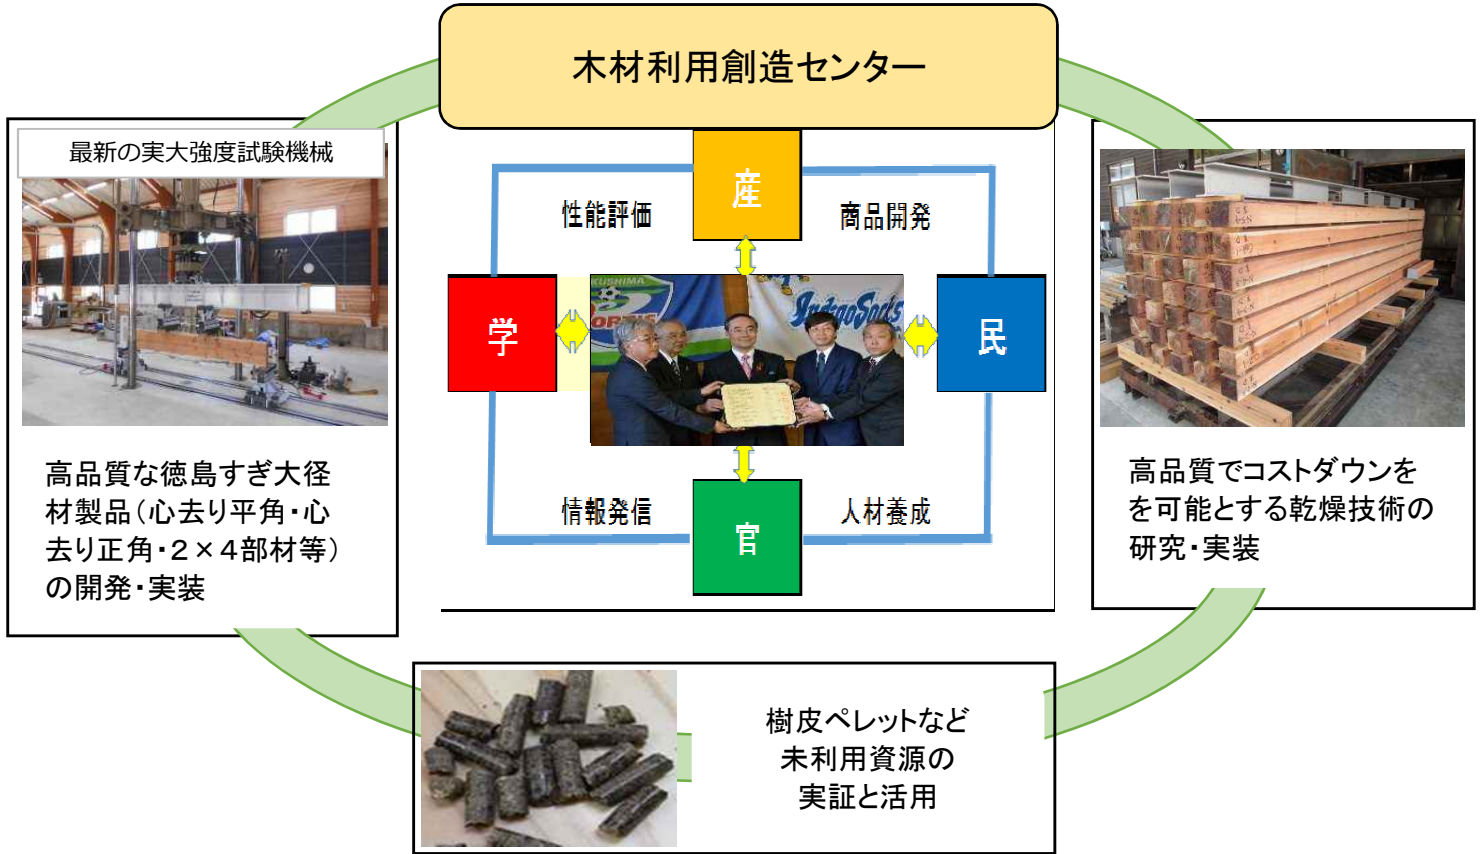 木材利用創造センター
最新の実大強度試験機械
高品質な徳島すぎ大径
材製品（心去り平角・心
去り正角・２×４部材等）
の開発・実装
産
性能評価
商品開発
学
民
KUSHIMA
ORTIS
IndigoSocks
情報発信
人材養成
官
高品質でコストダウンを
を可能とする乾燥技術の
研究・実装
樹皮ペレットなど
未利用資源の
実証と活用